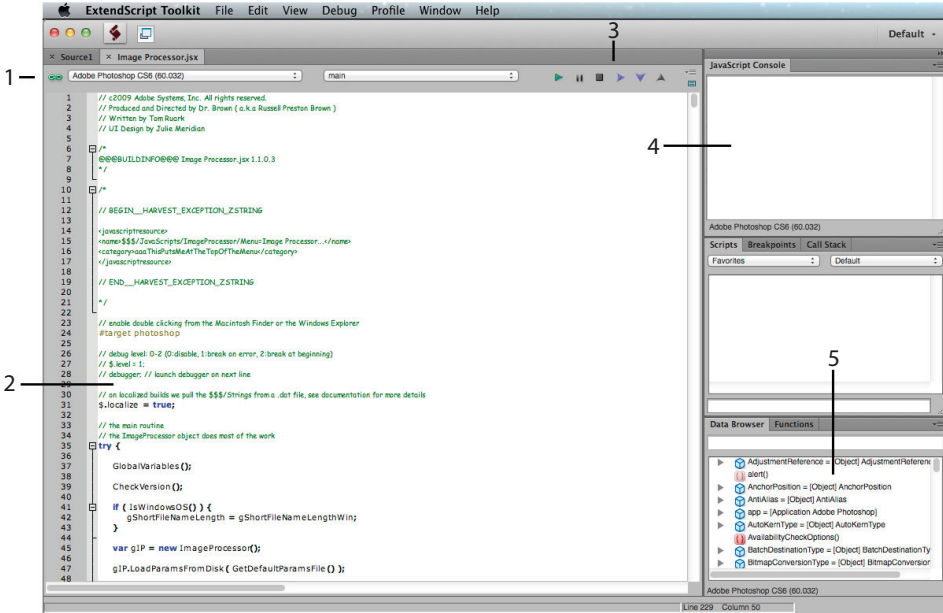 ExtendScript Toolkit File Edit View Debug Profile Window Help
Default
3
× Source1 × Image Processor.jsx
JavaScript Console
1
Adobe Photoshop CS6 (60.032) main
1 // c2009 Adobe Systems, Inc. All rights reserved.
2 // Produced and Directed by Dr. Brown ( a.k.a Russell Preston Brown )
3 // Written by Tom Ruark
4 // UI Design by Julie Meridian
5
6 /*
7 @@@BUILDINFO@@@ Image Processor.jsx 1.1.0.3
8 */
9
10 /*
11
12 // BEGIN__HARVEST_EXCEPTION_ZSTRING
13
14 <javascriptresource>
15 <name>$$$/JavaScripts/ImageProcessor/Menu=Image Processor...</name>
16 <category>aaaThisPutsMeAtTheTopOfTheMenu</category>
17 </javascriptresource>
18
19 // END__HARVEST_EXCEPTION_ZSTRING
20
21 */
22
23 // enable double clicking from the Macintosh Finder or the Windows Explorer
24 #target photoshop
25
26 // debug level: 0-2 (0:disable, 1:break on error, 2:break at beginning)
27 // $.level = 1;
28 // debugger; // launch debugger on next line
2
29
30 // on localized builds we pull the $$$/Strings from a .dat file, see documentation for more details
31 $.localize = true;
32
33 // the main routine
34 // the ImageProcessor object does most of the work
35 try {
36
37 GlobalVariables();
38
39 CheckVersion();
40
41 if ( IsWindowsOS() ) {
42 gShortFileNameLength = gShortFileNameLengthWin;
43 }
44
45 var gIP = new ImageProcessor();
46
47 gIP.LoadParamsFromDisk ( GetDefaultParamsFile() );
48
4
Adobe Photoshop CS6 (60.032)
Scripts Breakpoints Call Stack
Favorites Default
5
Data Browser Functions
AdjustmentReference = [Object] AdjustmentReferenc
alert()
AnchorPosition = [Object] AnchorPosition
AntiAlias = [Object] AntiAlias
app = [Application Adobe Photoshop]
AutoKernType = [Object] AutoKernType
AvailabilityCheckOptions()
BatchDestinationType = [Object] BatchDestinationTy
BitmapConversionType = [Object] BitmapConversion
Adobe Photoshop CS6 (60.032)
Line 229 Column 50